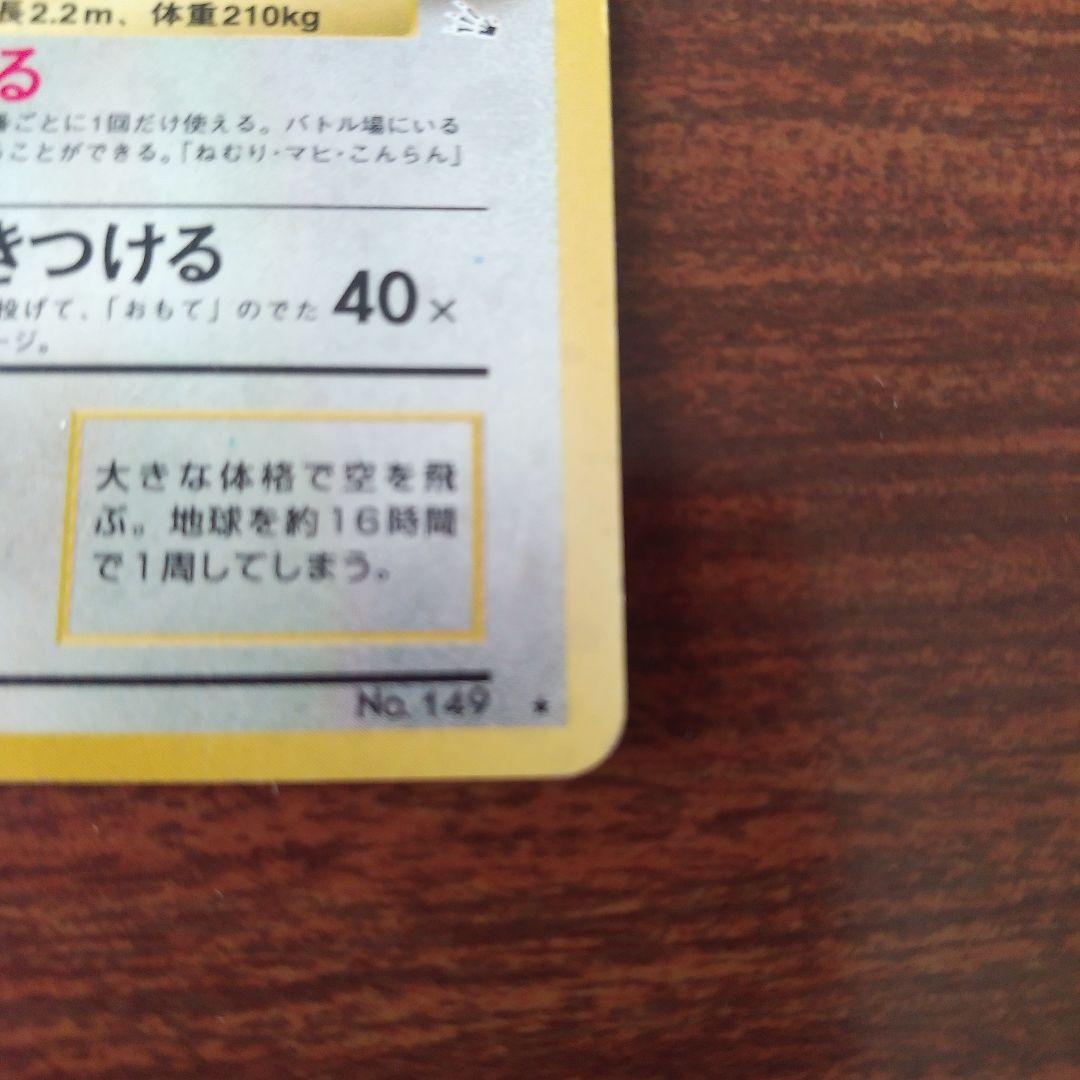 長2.2m、体重210kg
る
番ごとに1回だけ使える。バトル場にいる
ることができる。「ねむり・マヒ・こんらん」
きつける
投げて、「おもて」のでた
40×
ージ。
大きな体格で空を飛
ぶ。地球を約16時間
で1周してしまう。
No. 149 ★